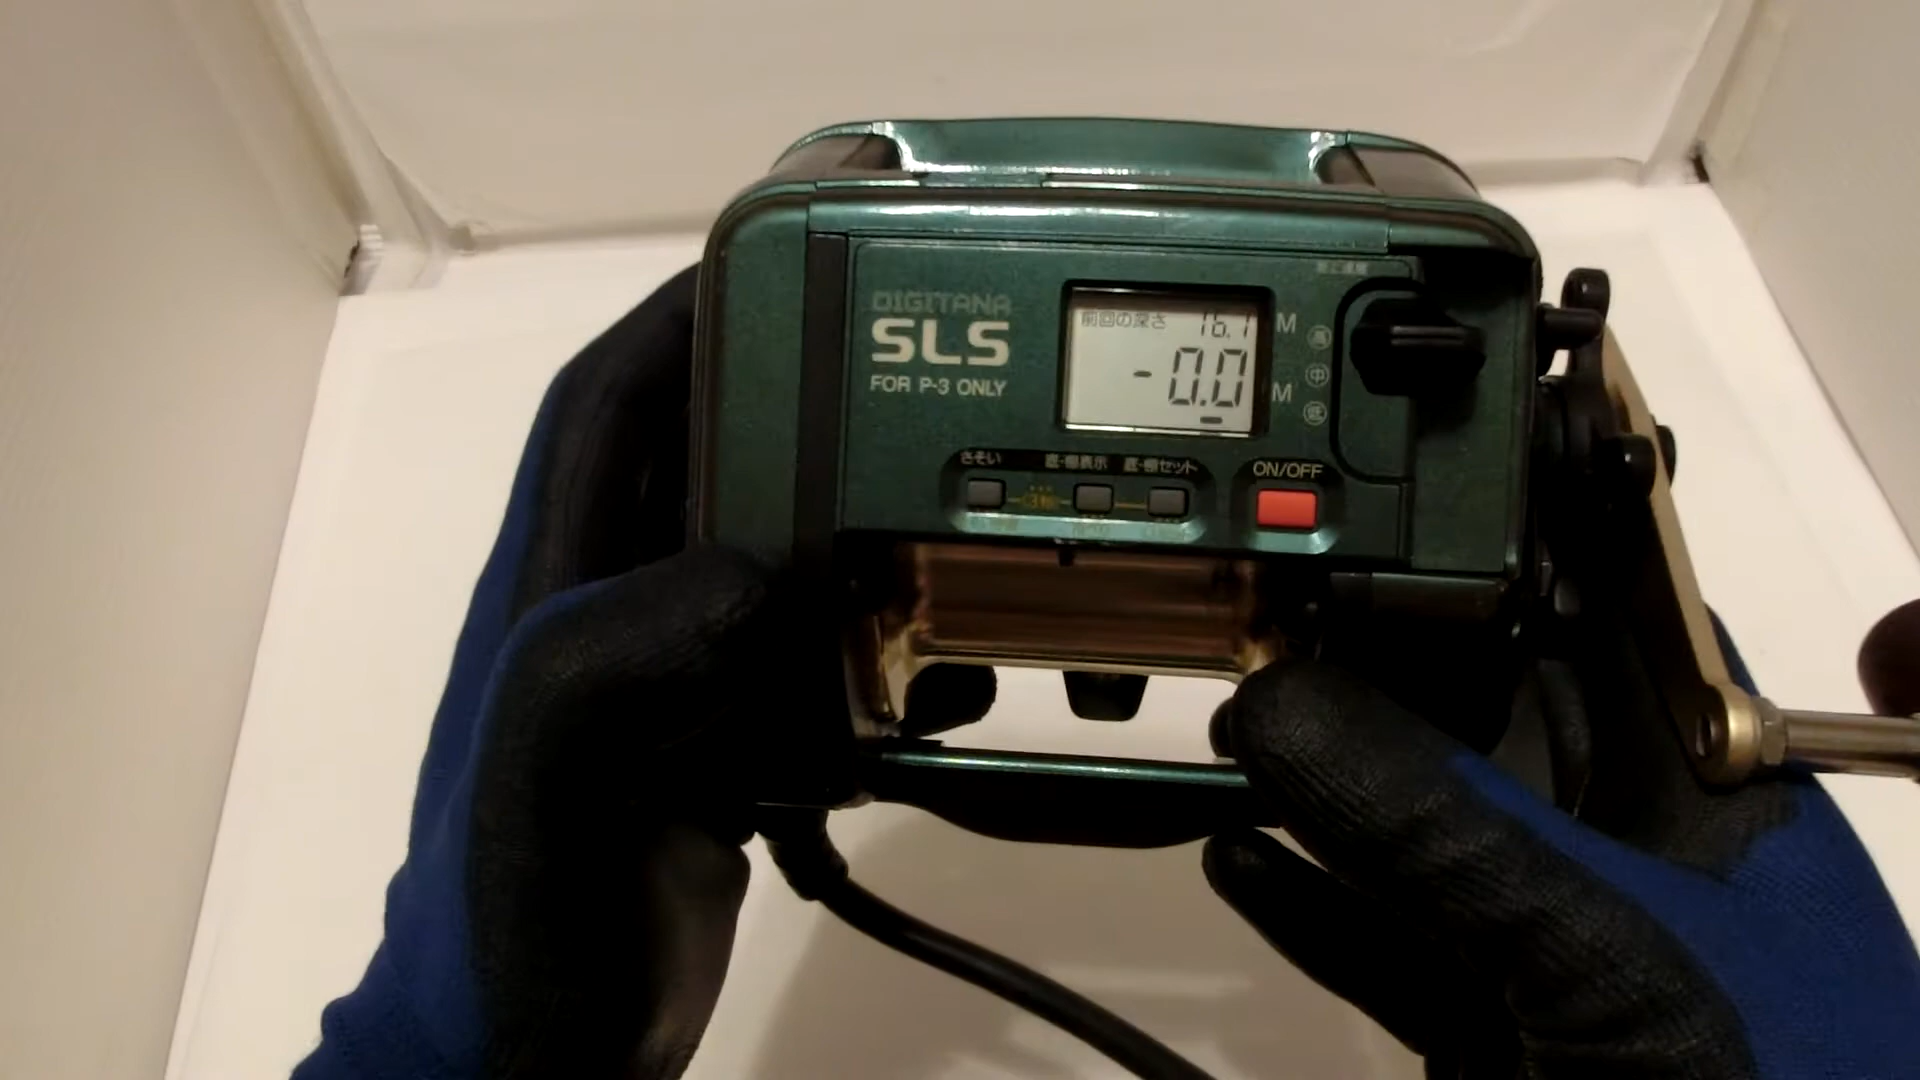 DIGITANA
SLS
FOR P-3 ONLY
前回の深さ 16.1 M
-0.0 M
高
中
低
さそい 底・棚表示 底・棚セット
ON/OFF